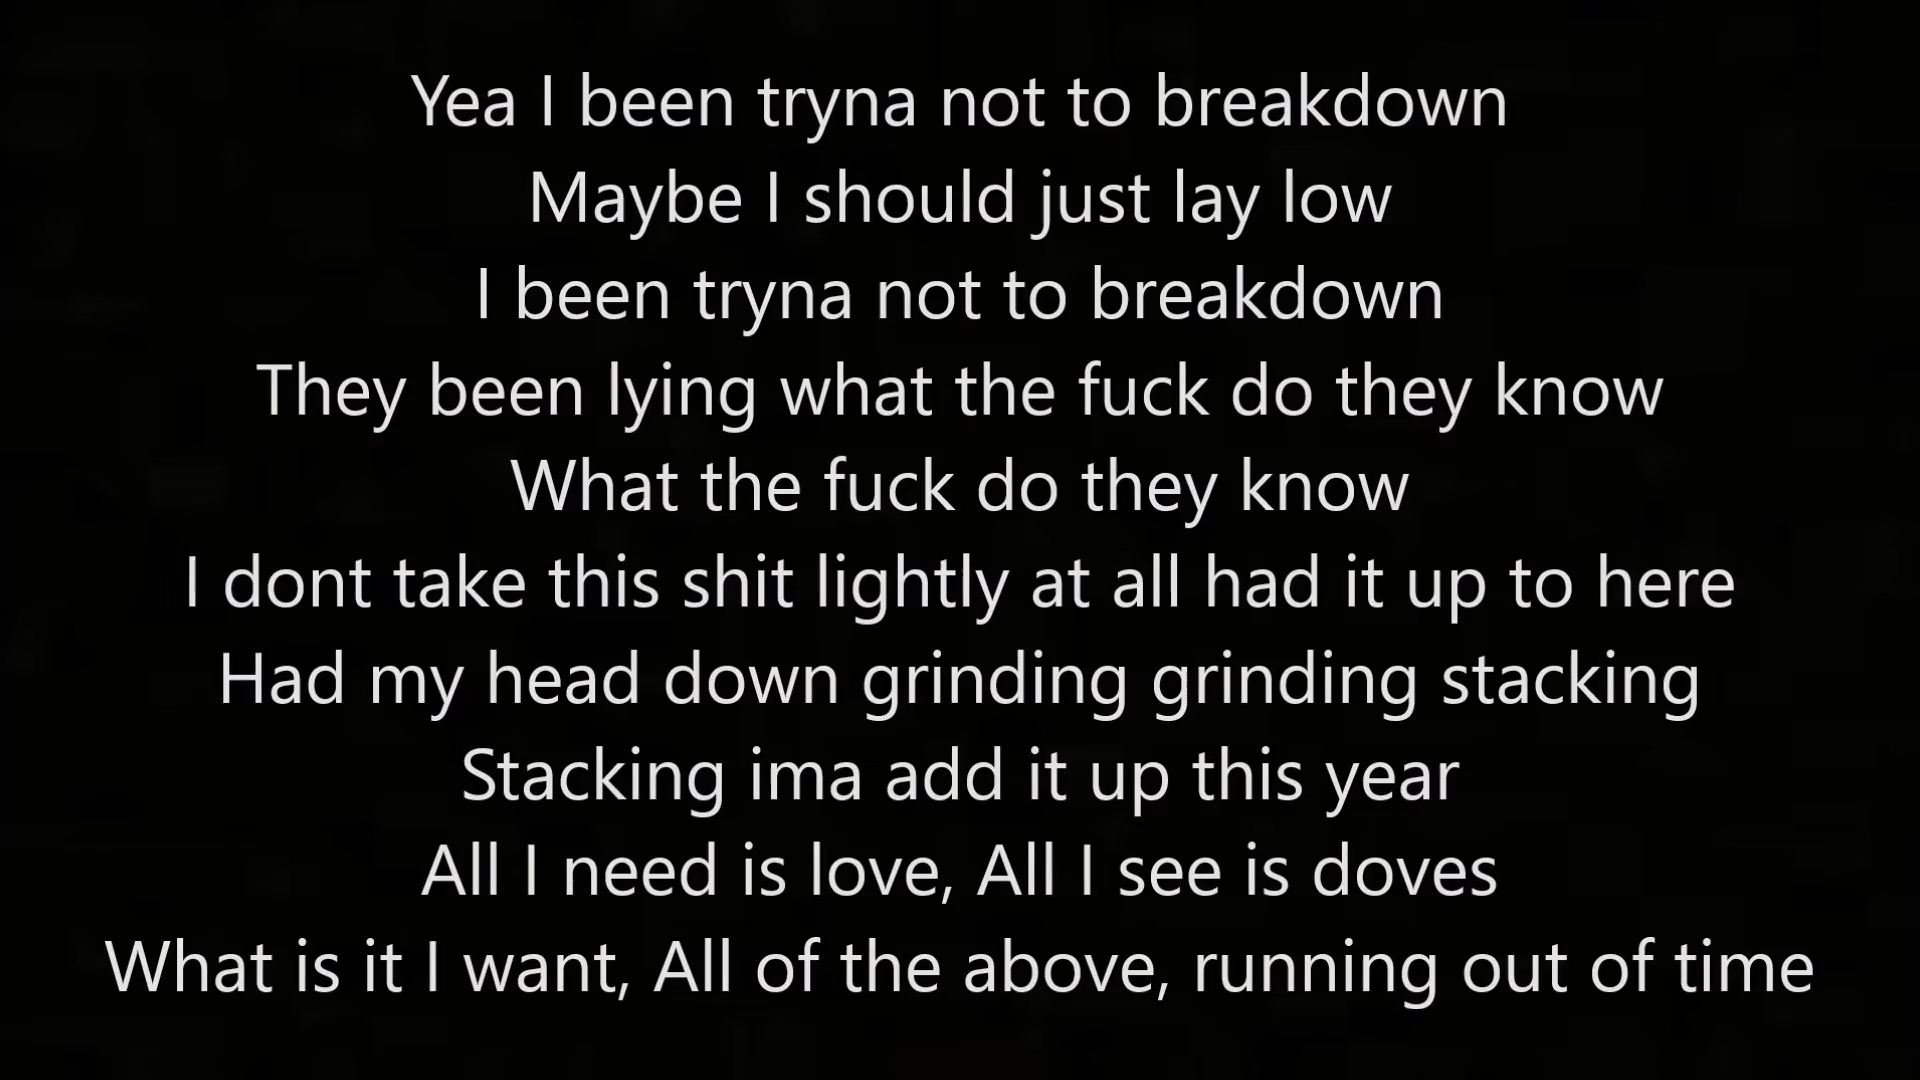 Yea I been tryna not to breakdown
Maybe I should just lay low
I been tryna not to breakdown
They been lying what the fuck do they know
What the fuck do they know
I dont take this shit lightly at all had it up to here
Had my head down grinding grinding stacking
Stacking ima add it up this year
All I need is love, All I see is doves
What is it I want, All of the above, running out of time